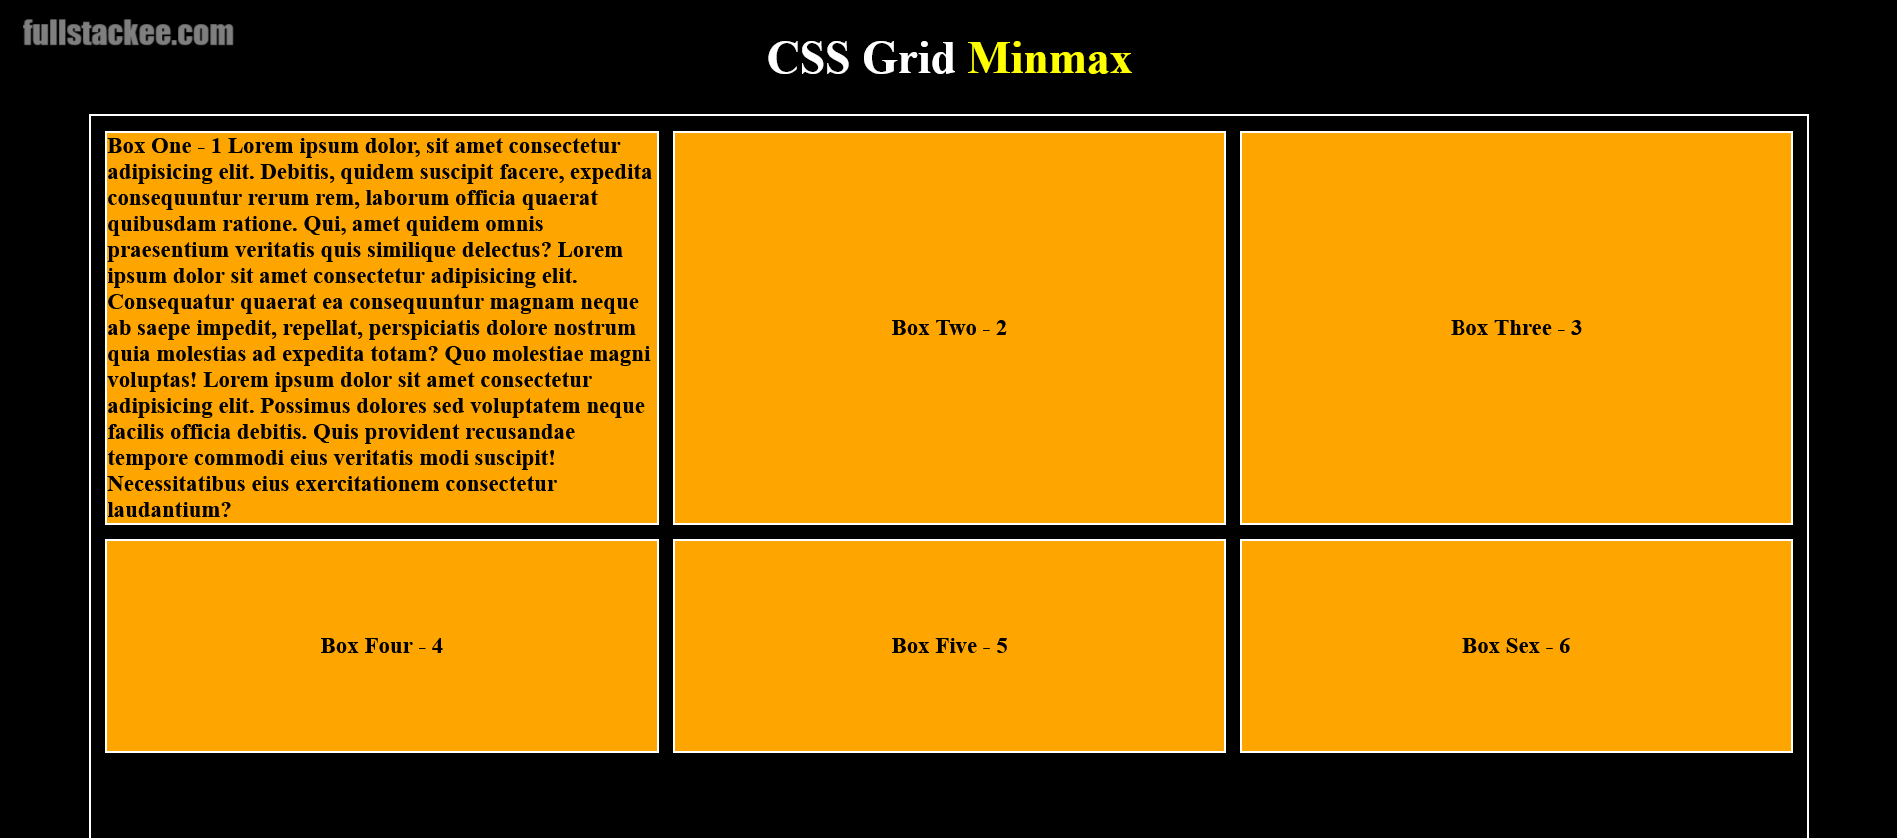 fullstackee.com
CSS Grid Minmax
Box One - 1 Lorem ipsum dolor, sit amet consectetur
adipisicing elit. Debitis, quidem suscipit facere, expedita
consequuntur rerum rem, laborum officia quaerat
quibusdam ratione. Qui, amet quidem omnis
praesentium veritatis quis similique delectus? Lorem
ipsum dolor sit amet consectetur adipisicing elit.
Consequatur quaerat ea consequuntur magnam neque
ab saepe impedit, repellat, perspiciatis dolore nostrum
quia molestias ad expedita totam? Quo molestiae magni
voluptas! Lorem ipsum dolor sit amet consectetur
adipisicing elit. Possimus dolores sed voluptatem neque
facilis officia debitis. Quis provident recusandae
tempore commodi eius veritatis modi suscipit!
Necessitatibus eius exercitationem consectetur
laudantium?
Box Two - 2
Box Three - 3
Box Four - 4
Box Five - 5
Box Sex - 6